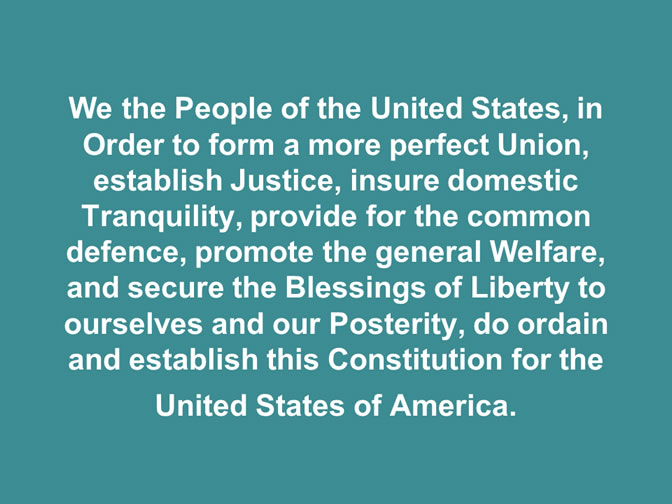 We the People of the United States, in
Order to form a more perfect Union,
establish Justice, insure domestic
Tranquility, provide for the common
defence, promote the general Welfare,
and secure the Blessings of Liberty to
ourselves and our Posterity, do ordain
and establish this Constitution for the
United States of America.